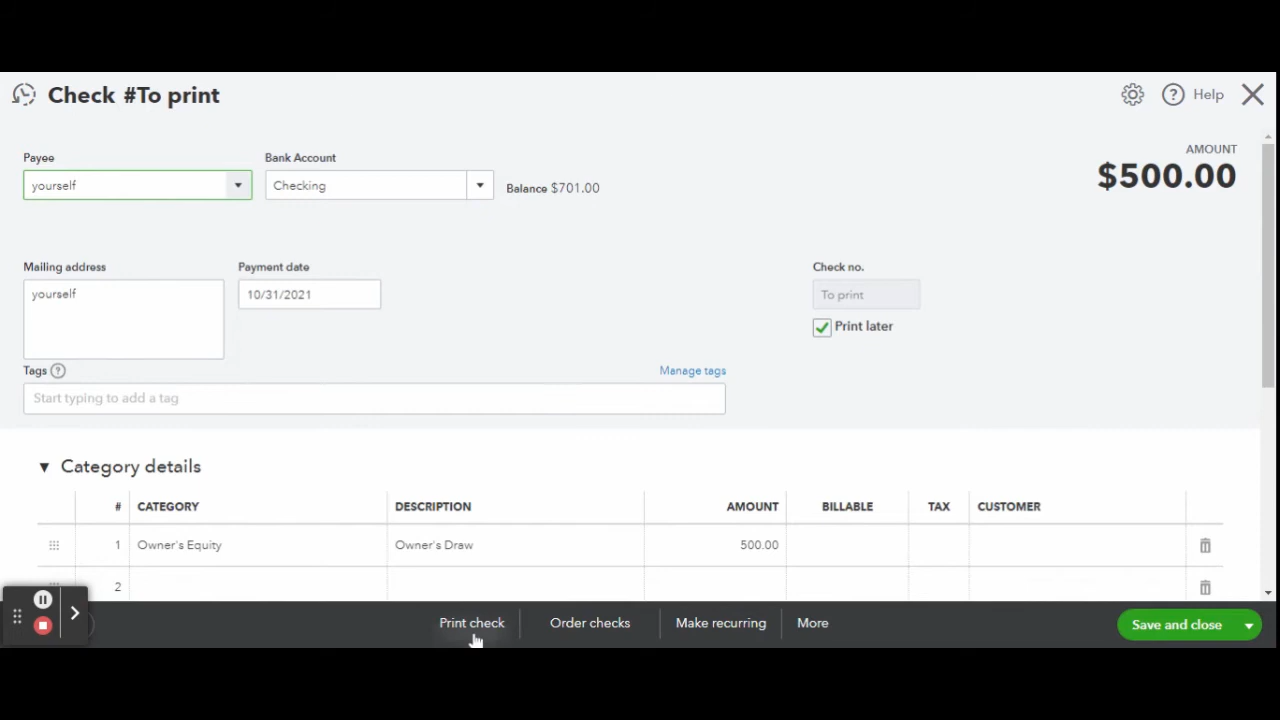 Check #To print
Help
Payee
Bank Account
AMOUNT
yourself
Checking
Balance $701.00
$500.00
Mailing address
Payment date
Check no.
yourself
10/31/2021
To print
Print later
Tags ?
Manage tags
Start typing to add a tag
Category details
# CATEGORY DESCRIPTION AMOUNT BILLABLE TAX CUSTOMER
1 Owner's Equity Owner's Draw 500.00
2
Print check Order checks Make recurring More Save and close